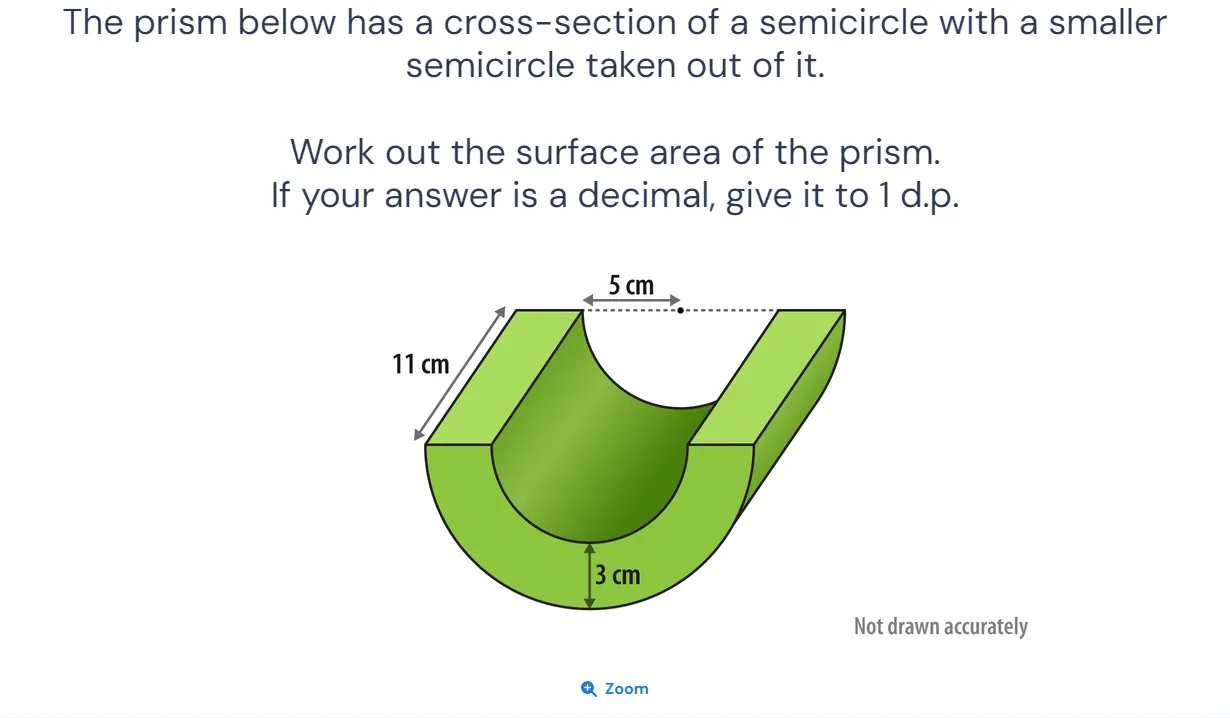 The prism below has a cross-section of a semicircle with a smaller
semicircle taken out of it.
Work out the surface area of the prism.
If your answer is a decimal, give it to 1 d.p.
5 cm
11 cm
3 cm
Not drawn accurately
Zoom